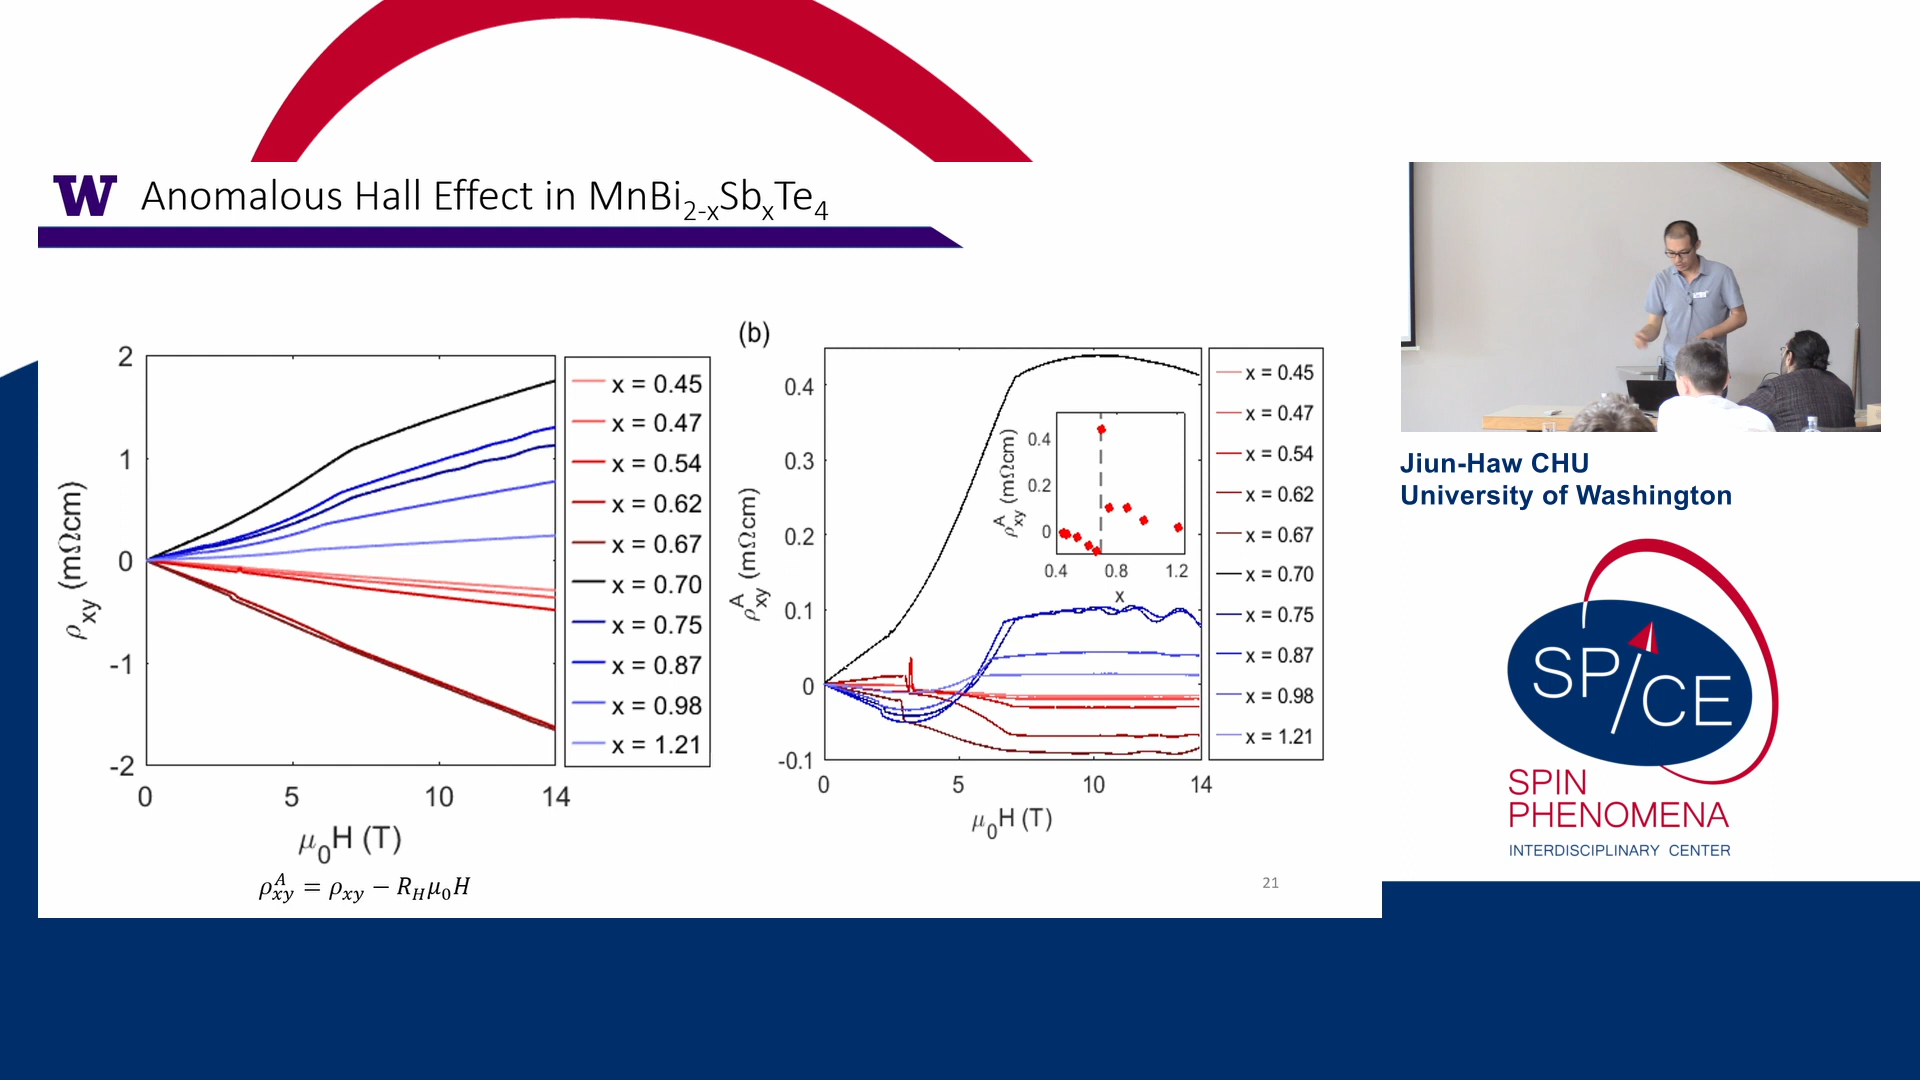 W Anomalous Hall Effect in MnBi2-xSbxTe4
2
1
0
-1
-2
ρxy (mΩcm)
0 5 10 14
μ0H (T)
x = 0.45
x = 0.47
x = 0.54
x = 0.62
x = 0.67
x = 0.70
x = 0.75
x = 0.87
x = 0.98
x = 1.21
ρAxy = ρxy − RHμ0H
(b)
0.4
0.3
0.2
0.1
0
-0.1
ρAxy (mΩcm)
0 5 10 14
μ0H (T)
0.4
0.2
0
ρAxy (mΩcm)
0.4 0.8 1.2
x
x = 0.45
x = 0.47
x = 0.54
x = 0.62
x = 0.67
x = 0.70
x = 0.75
x = 0.87
x = 0.98
x = 1.21
21
Jiun-Haw CHU
University of Washington
SPICE
SPIN
PHENOMENA
INTERDISCIPLINARY CENTER